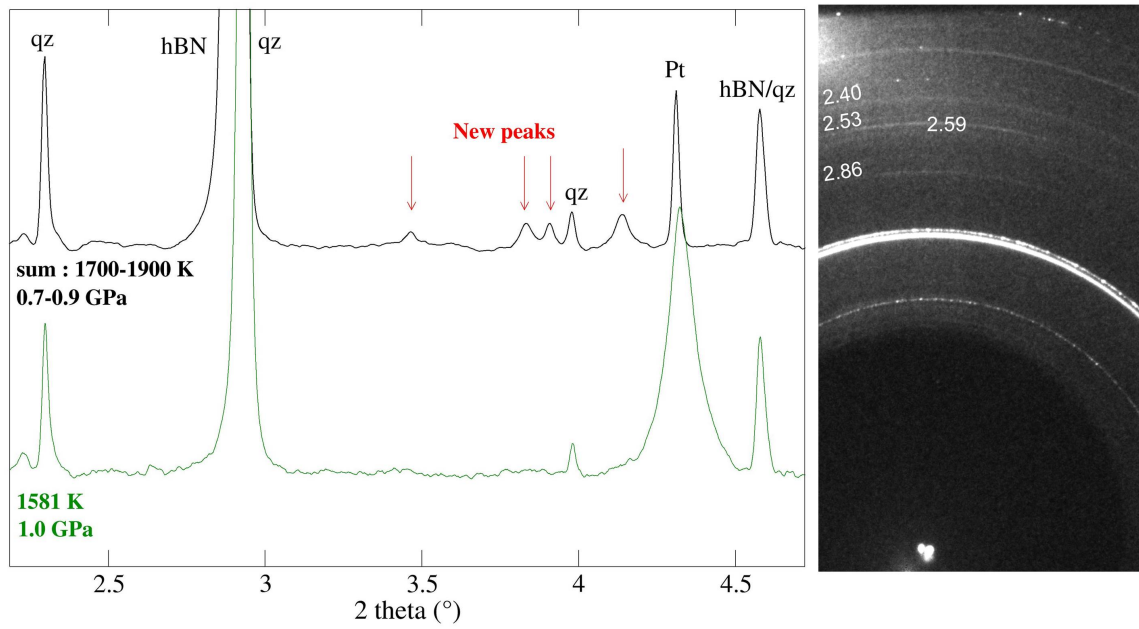 qz
hBN
qz
Pt
hBN/qz
New peaks
qz
sum : 1700-1900 K
0.7-0.9 GPa
1581 K
1.0 GPa
2.5
3
3.5
4
4.5
2 theta (°)
2.40
2.53
2.59
2.86